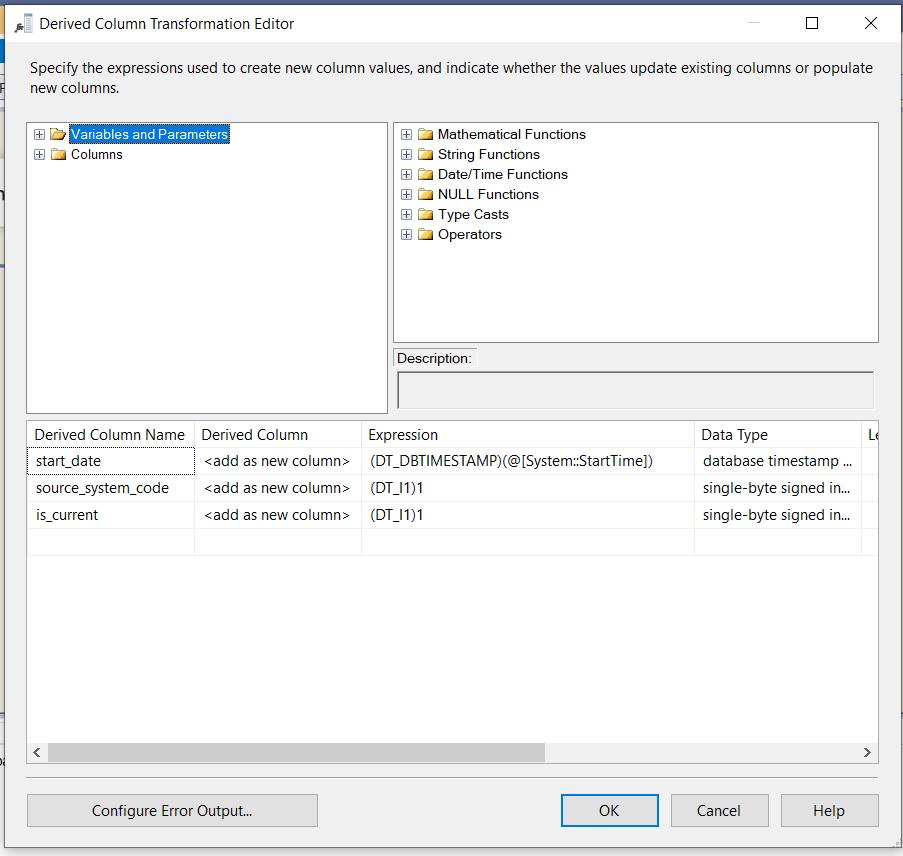 Derived Column Transformation Editor
Specify the expressions used to create new column values, and indicate whether the values update existing columns or populate
new columns.
Variables and Parameters
Columns
Mathematical Functions
String Functions
Date/Time Functions
NULL Functions
Type Casts
Operators
Description:
Derived Column Name Derived Column Expression Data Type Le
start_date <add as new column> (DT_DBTIMESTAMP)(@[System::StartTime]) database timestamp ...
source_system_code <add as new column> (DT_I1)1 single-byte signed in...
is_current <add as new column> (DT_I1)1 single-byte signed in...
Configure Error Output... OK Cancel Help